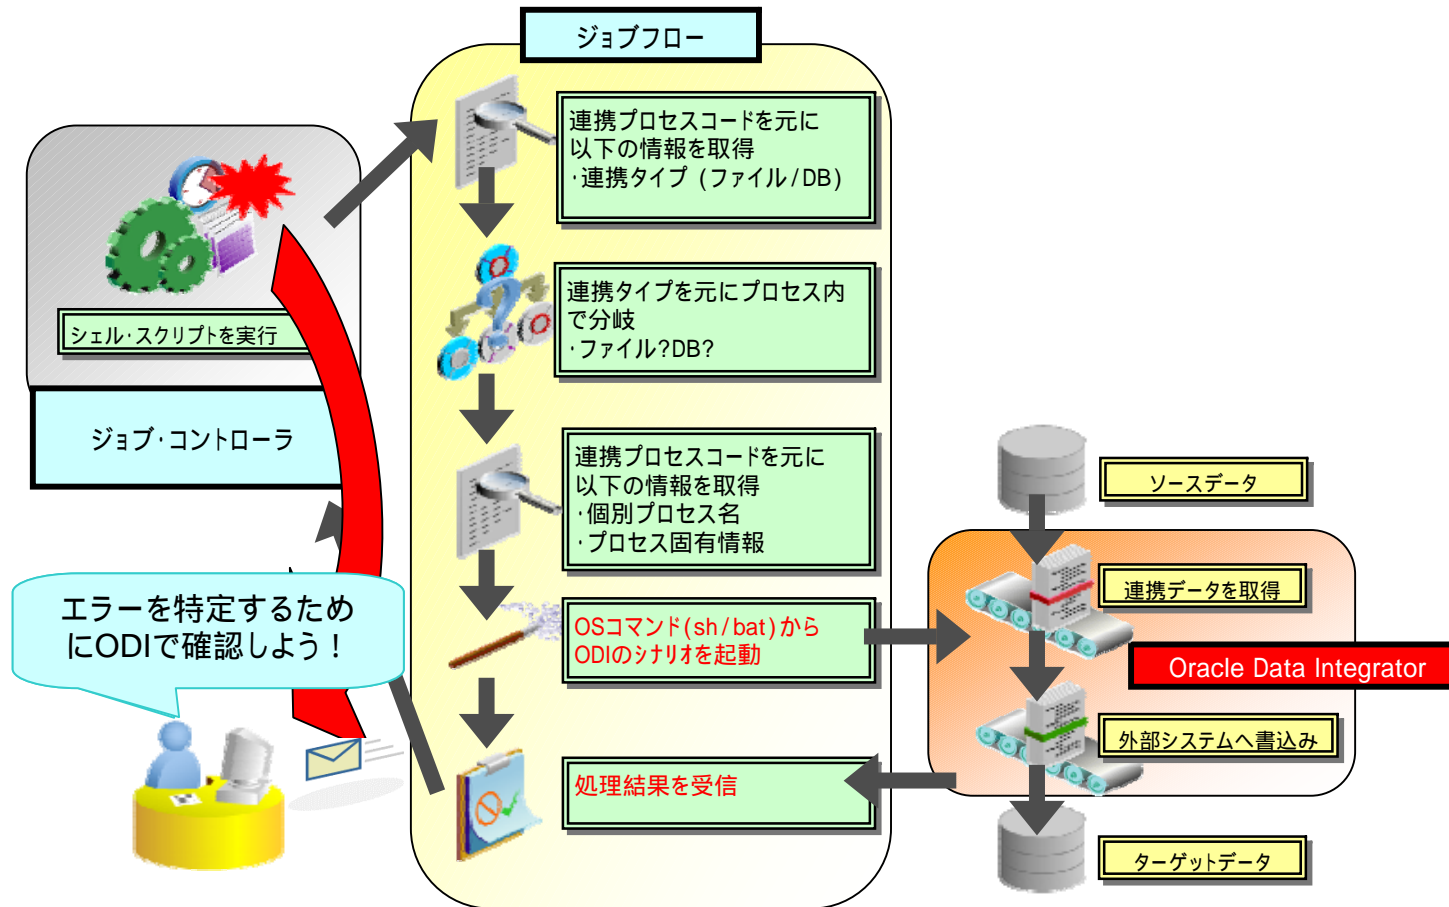 ジョブフロー
連携プロセスコードを元に
以下の情報を取得
・連携タイプ (ファイル/DB)
シェル・スクリプトを実行
ジョブ・コントローラ
連携タイプを元にプロセス内
で分岐
・ファイル?DB?
連携プロセスコードを元に
以下の情報を取得
・個別プロセス名
・プロセス固有情報
OSコマンド(sh/bat)から
ODIのシナリオを起動
処理結果を受信
エラーを特定するため
にODIで確認しよう！
ソースデータ
連携データを取得
Oracle Data Integrator
外部システムへ書込み
ターゲットデータ